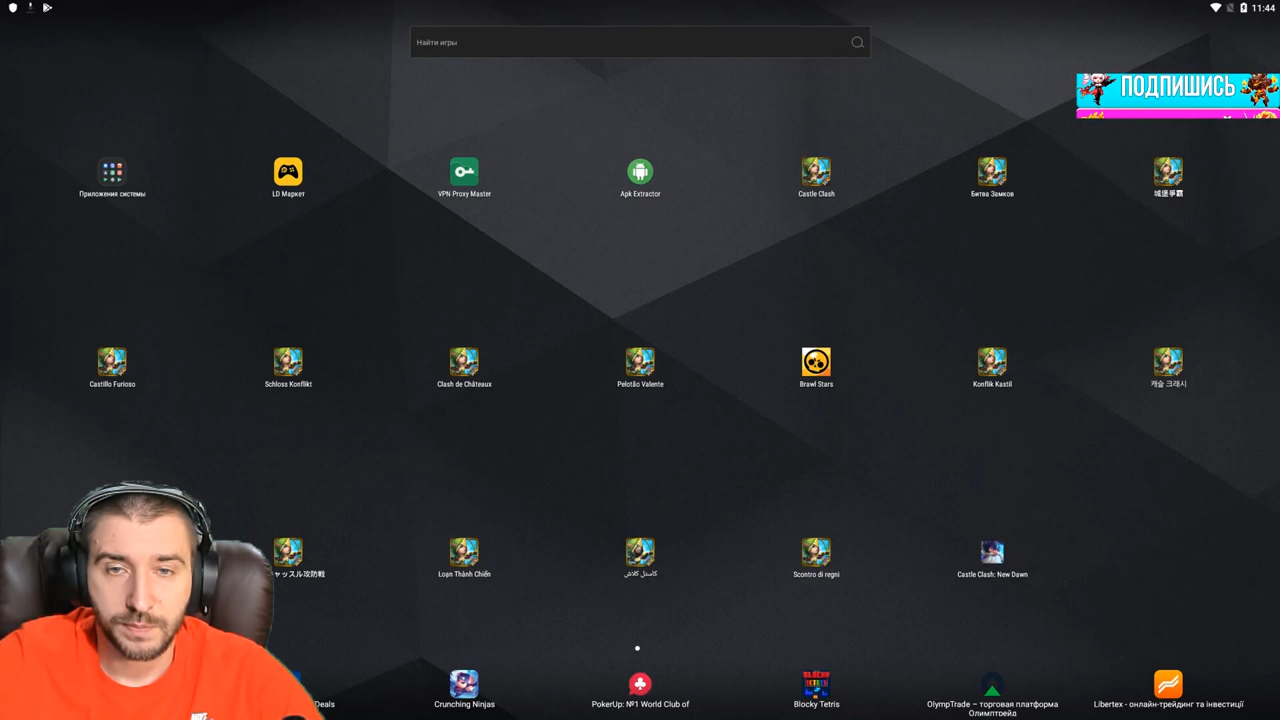 11:44
Найти игры
ПОДПИШИСЬ
Приложения системы
LD Маркет
VPN Proxy Master
Apk Extractor
Castle Clash
Битва Замков
城堡爭霸
Castillo Furioso
Schloss Konflikt
Clash de Châteaux
Pelotão Valente
Brawl Stars
Konflik Kastil
캐슬 크래시
ャッスル攻防戦
Loạn Thành Chiến
كاستل كلاش
Scontro di regni
Castle Clash: New Dawn
Deals
Crunching Ninjas
PokerUp: №1 World Club of
BLOCKY
TETRIS
Blocky Tetris
OlympTrade – торговая платформа
Олимптрейд
Libertex - онлайн-трейдинг та інвестиції